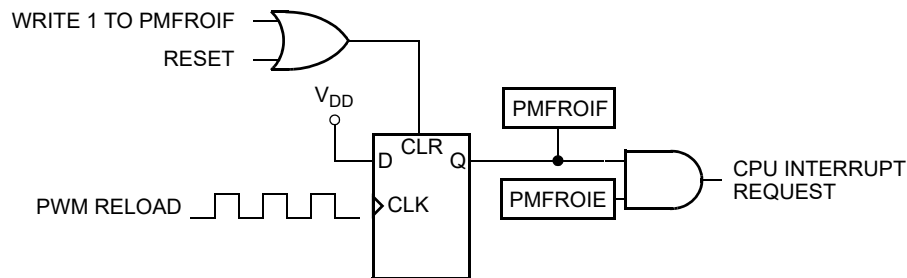 WRITE 1 TO PMFROIF
RESET
VDD
PMFROIF
D
CLR
Q
CPU INTERRUPT
REQUEST
PMFROIE
PWM RELOAD
CLK